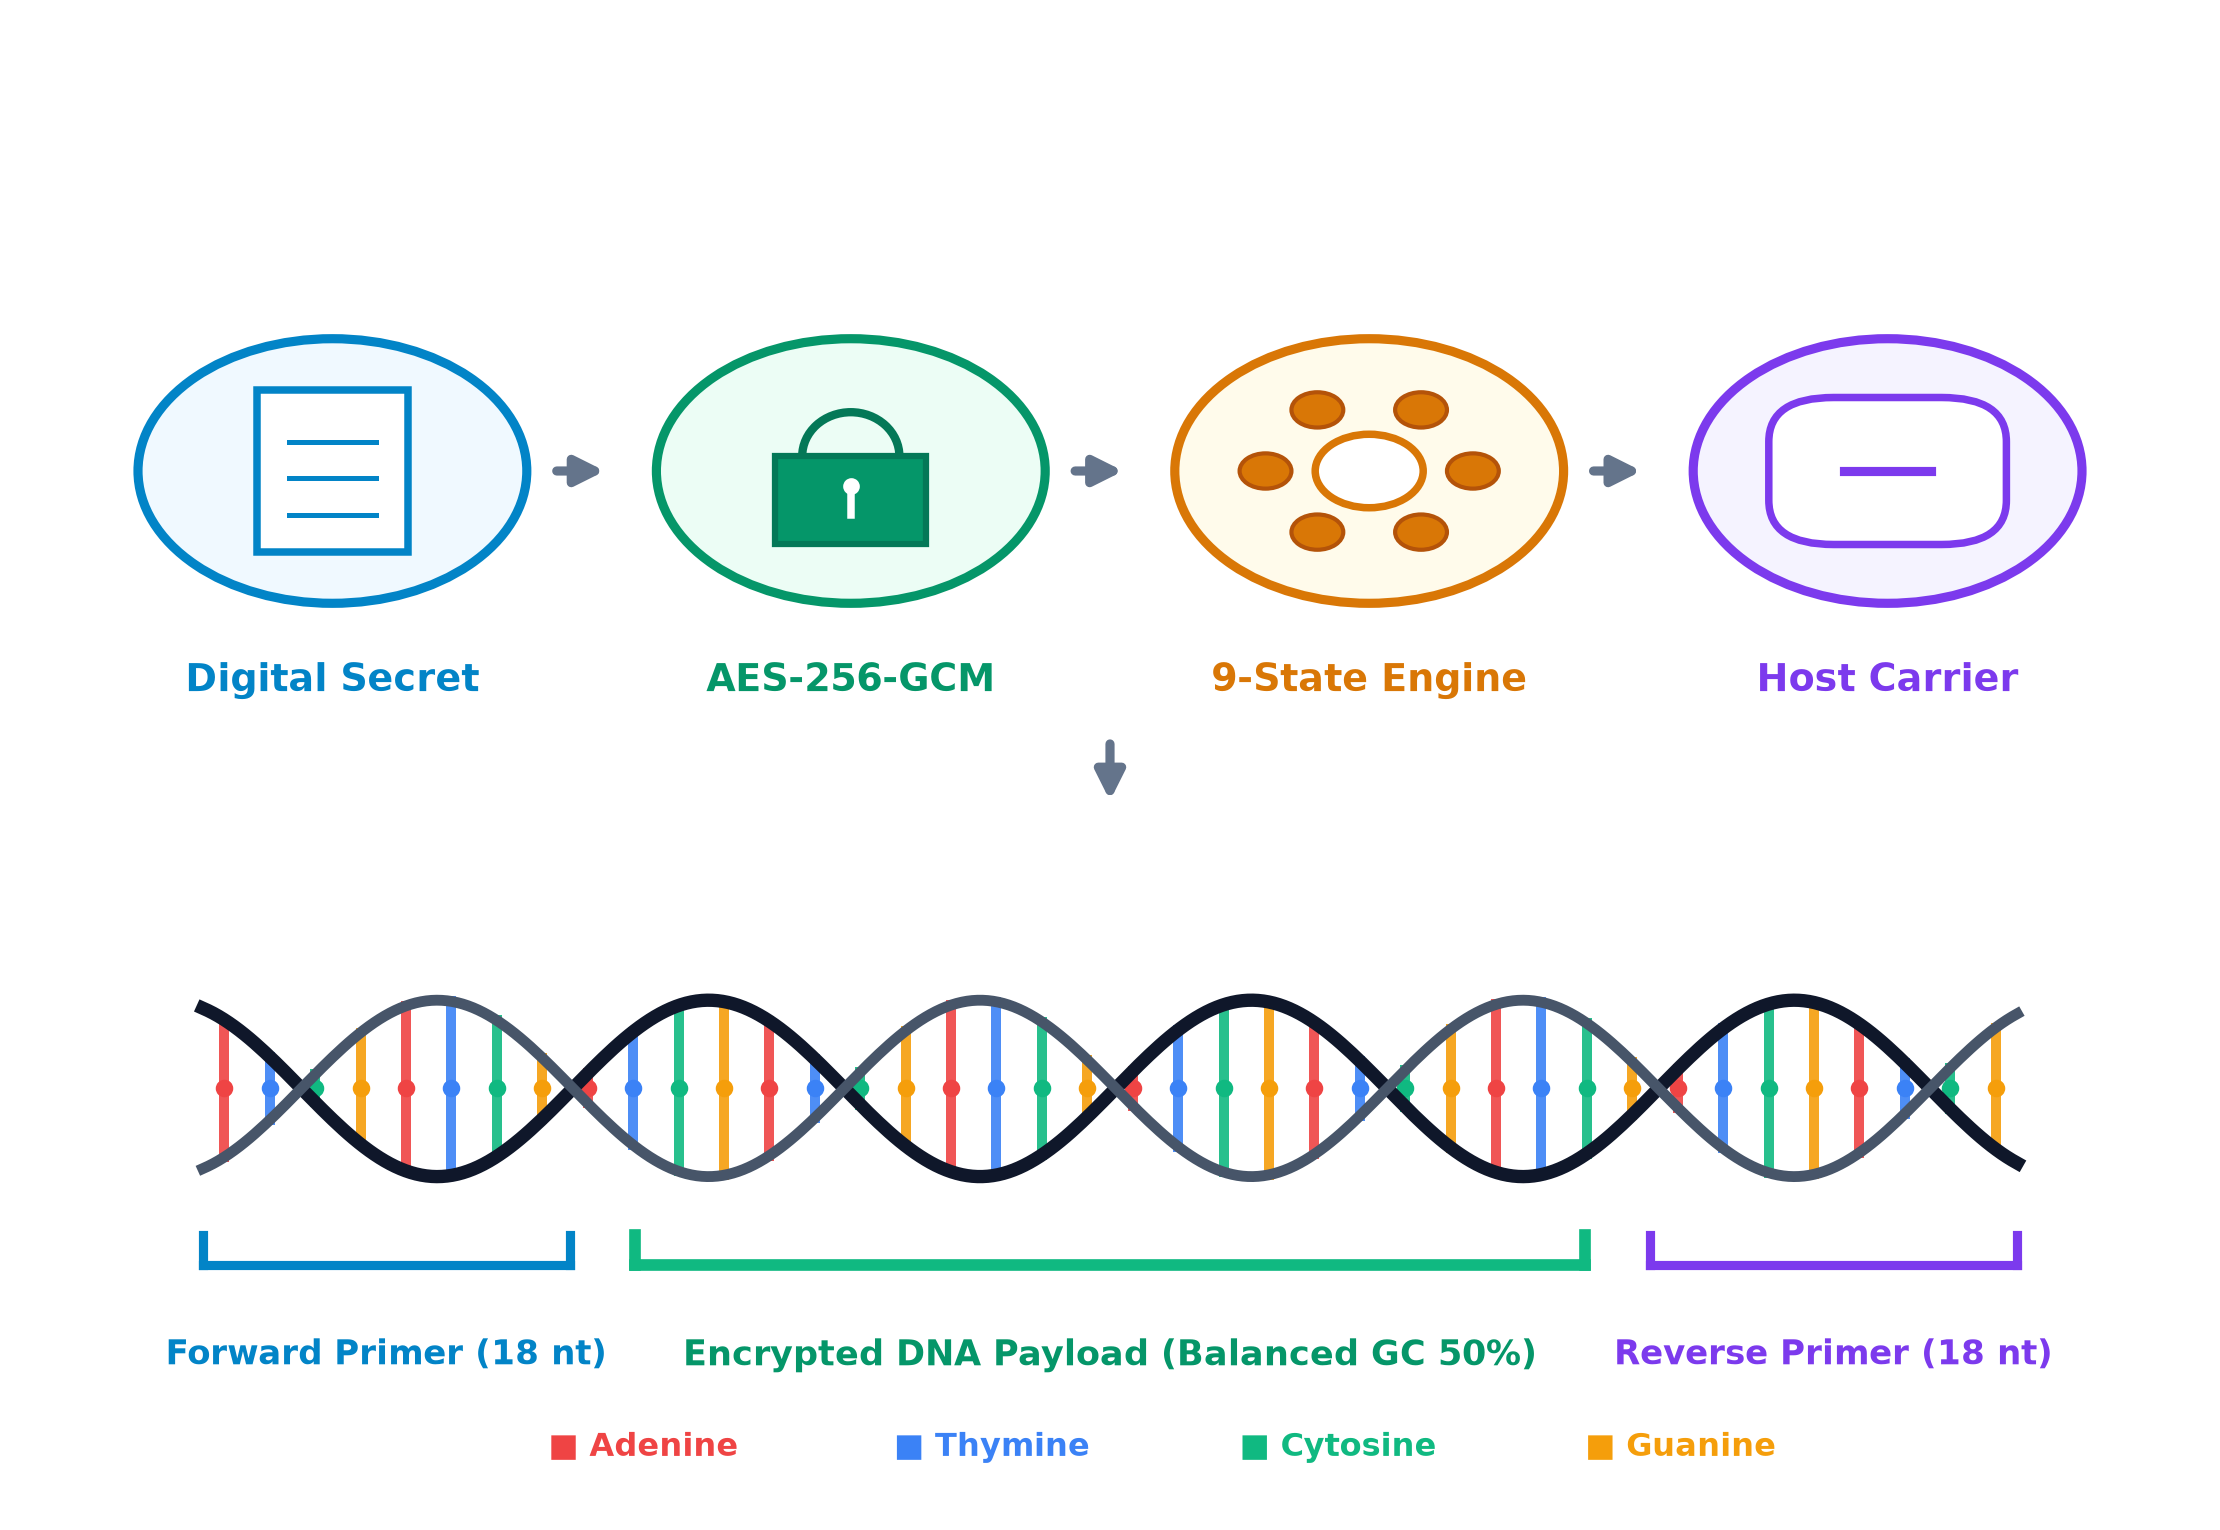 Digital Secret
AES-256-GCM
9-State Engine
Host Carrier
Forward Primer (18 nt)
Encrypted DNA Payload (Balanced GC 50%)
Reverse Primer (18 nt)
Adenine
Thymine
Cytosine
Guanine